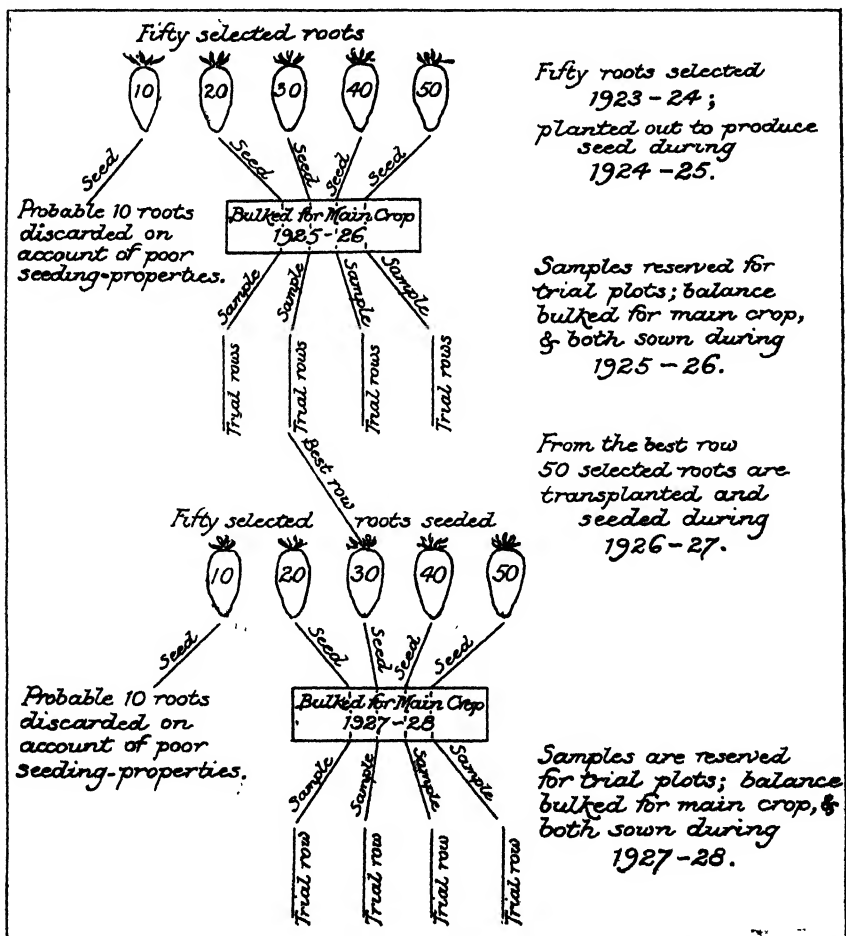 Fifty selected roots
10 20 30 40 50
Seed Seed Seed Seed Seed
Probable 10 roots
discarded on
account of poor
seeding-properties.
Bulked for Main Crop
1925-26
Sample Sample Sample Sample
Trial rows Trial rows Trial rows Trial rows
Best row
Fifty selected roots seeded
10 20 30 40 50
Seed Seed Seed Seed Seed
Probable 10 roots
discarded on
account of poor
seeding-properties.
Bulked for Main Crop
1927-28
Sample Sample Sample Sample
Trial row Trial row Trial row Trial row
Fifty roots selected
1923-24;
planted out to produce
seed during
1924-25.
Samples reserved for
trial plots; balance
bulked for main crop,
& both sown during
1925-26.
From the best row
50 selected roots are
transplanted and
seeded during
1926-27.
Samples are reserved
for trial plots; balance
bulked for main crop, &
both sown during
1927-28.